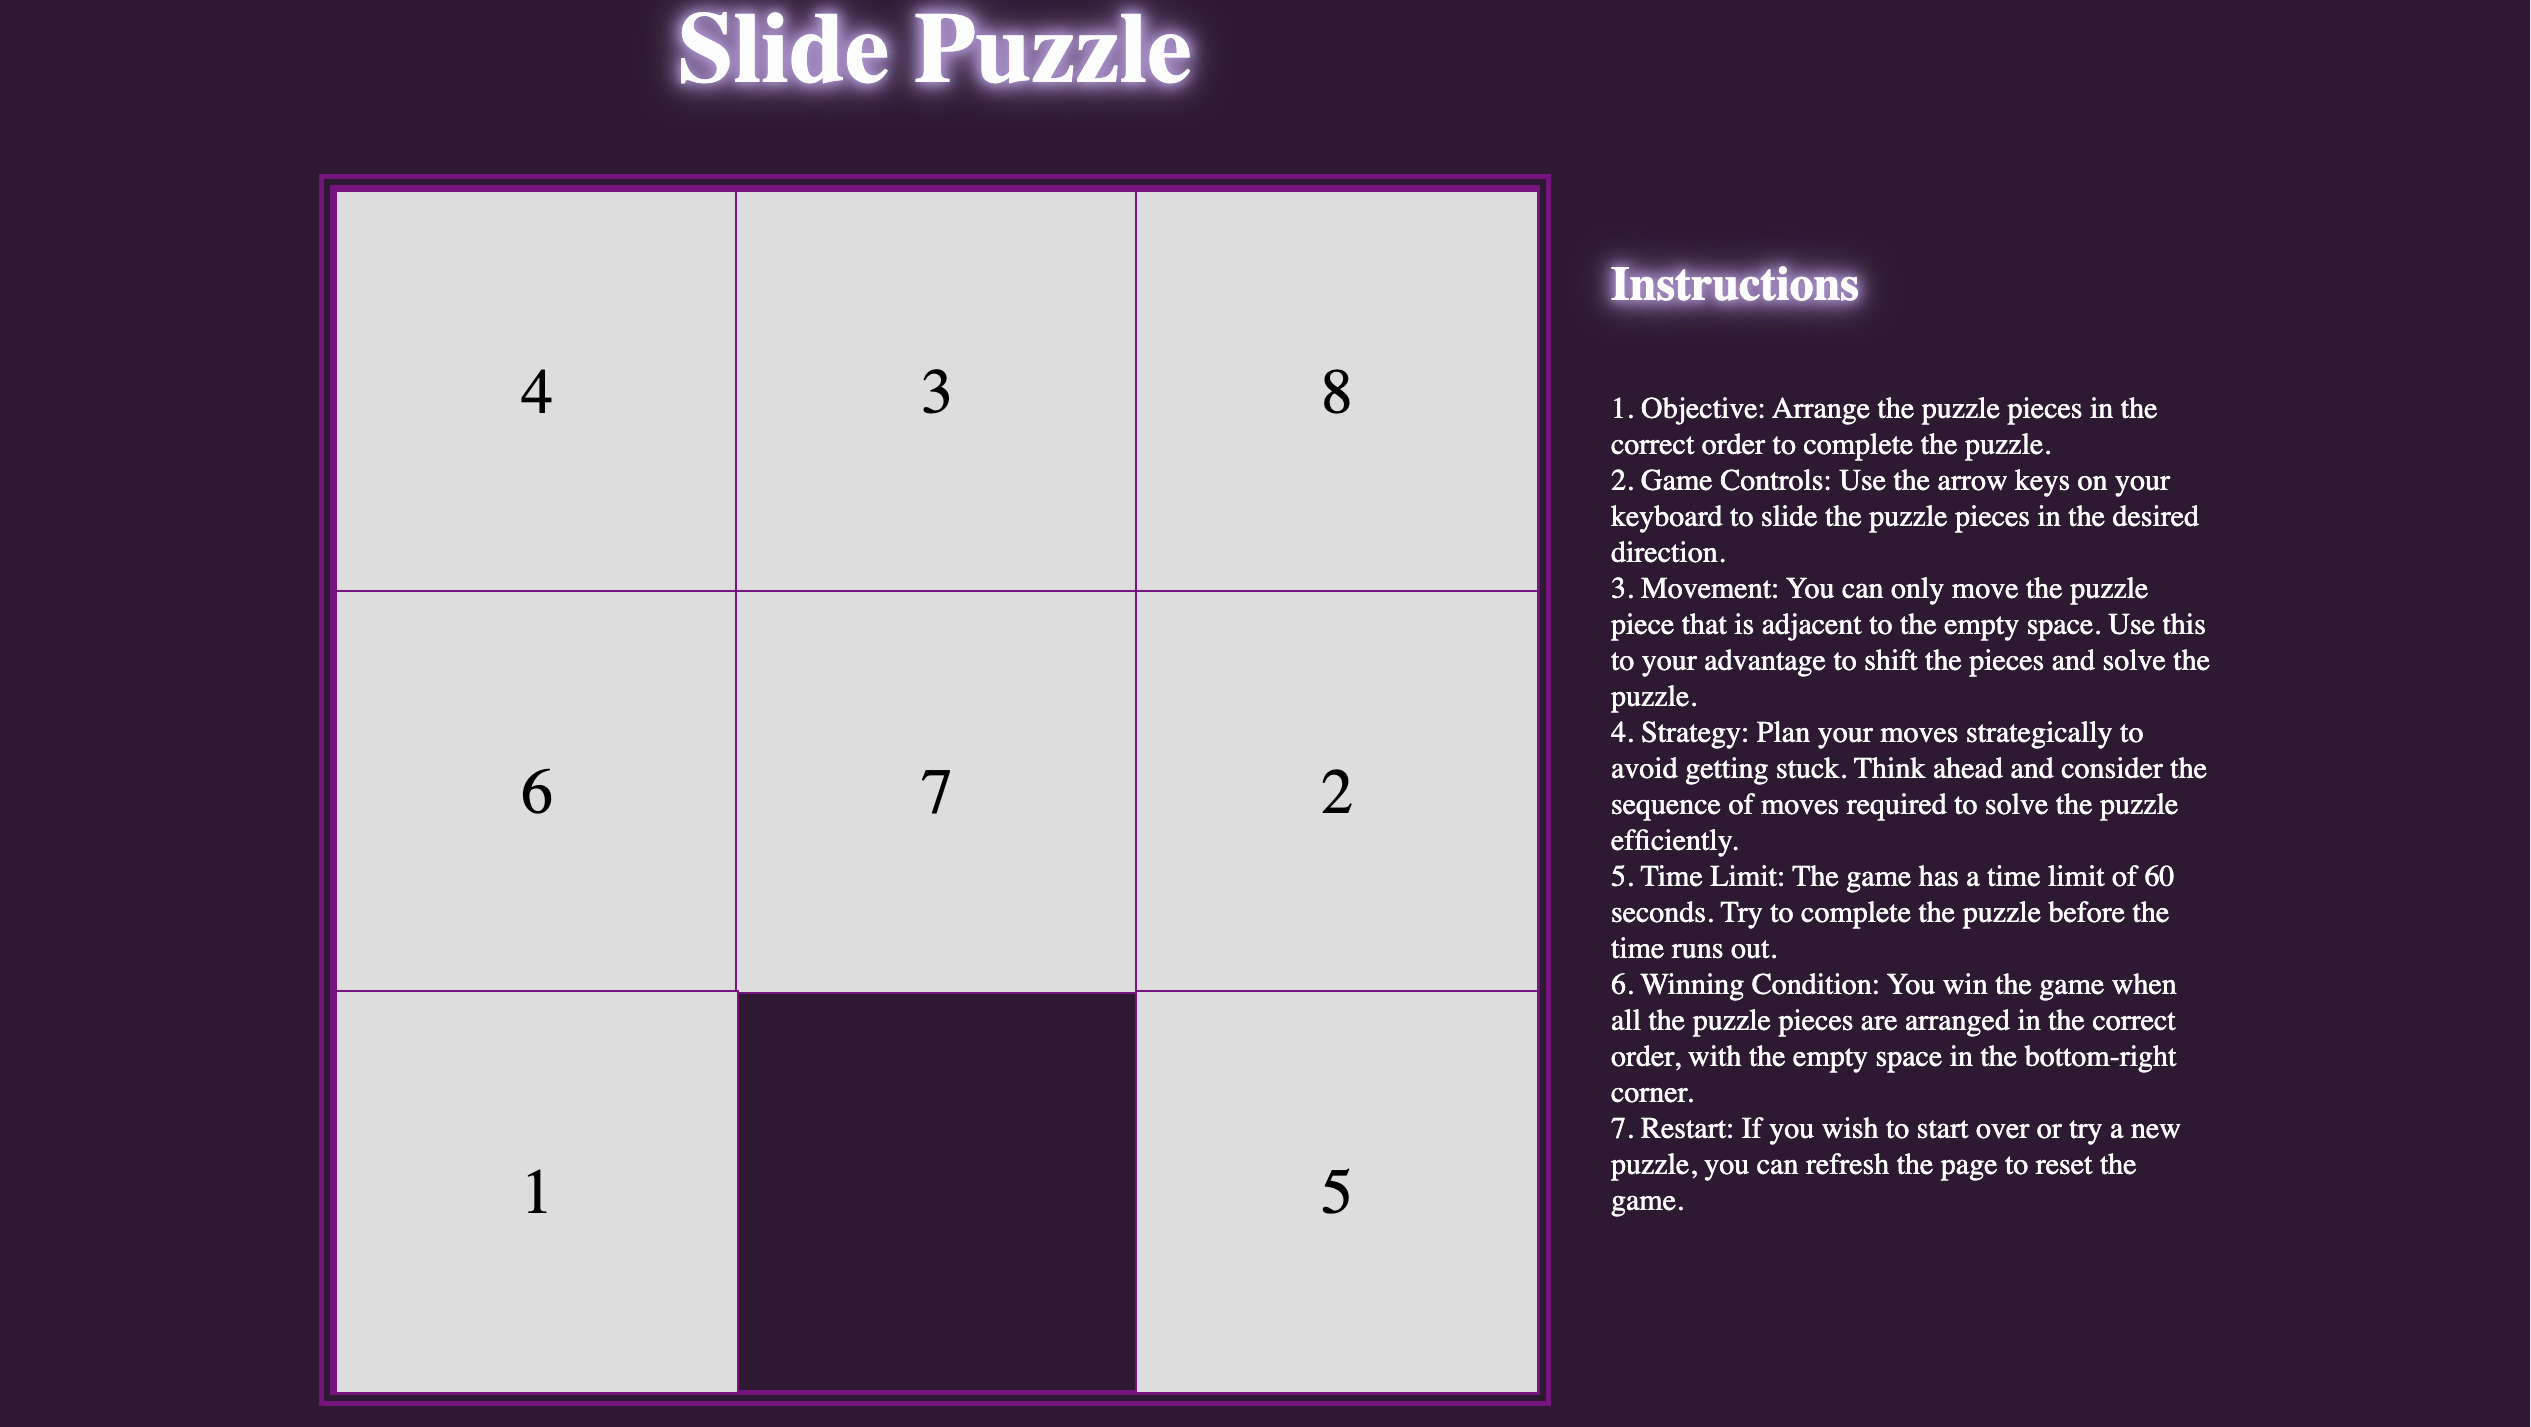 Slide Puzzle
4 3 8
6 7 2
1 5
Instructions
1. Objective: Arrange the puzzle pieces in the
correct order to complete the puzzle.
2. Game Controls: Use the arrow keys on your
keyboard to slide the puzzle pieces in the desired
direction.
3. Movement: You can only move the puzzle
piece that is adjacent to the empty space. Use this
to your advantage to shift the pieces and solve the
puzzle.
4. Strategy: Plan your moves strategically to
avoid getting stuck. Think ahead and consider the
sequence of moves required to solve the puzzle
efficiently.
5. Time Limit: The game has a time limit of 60
seconds. Try to complete the puzzle before the
time runs out.
6. Winning Condition: You win the game when
all the puzzle pieces are arranged in the correct
order, with the empty space in the bottom-right
corner.
7. Restart: If you wish to start over or try a new
puzzle, you can refresh the page to reset the
game.